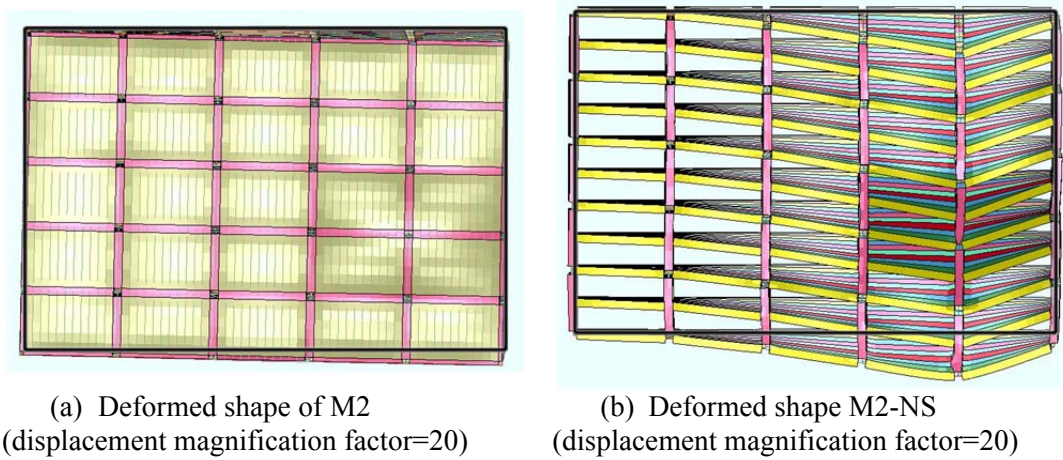 (a) Deformed shape of M2
(displacement magnification factor=20)
(b) Deformed shape M2-NS
(displacement magnification factor=20)